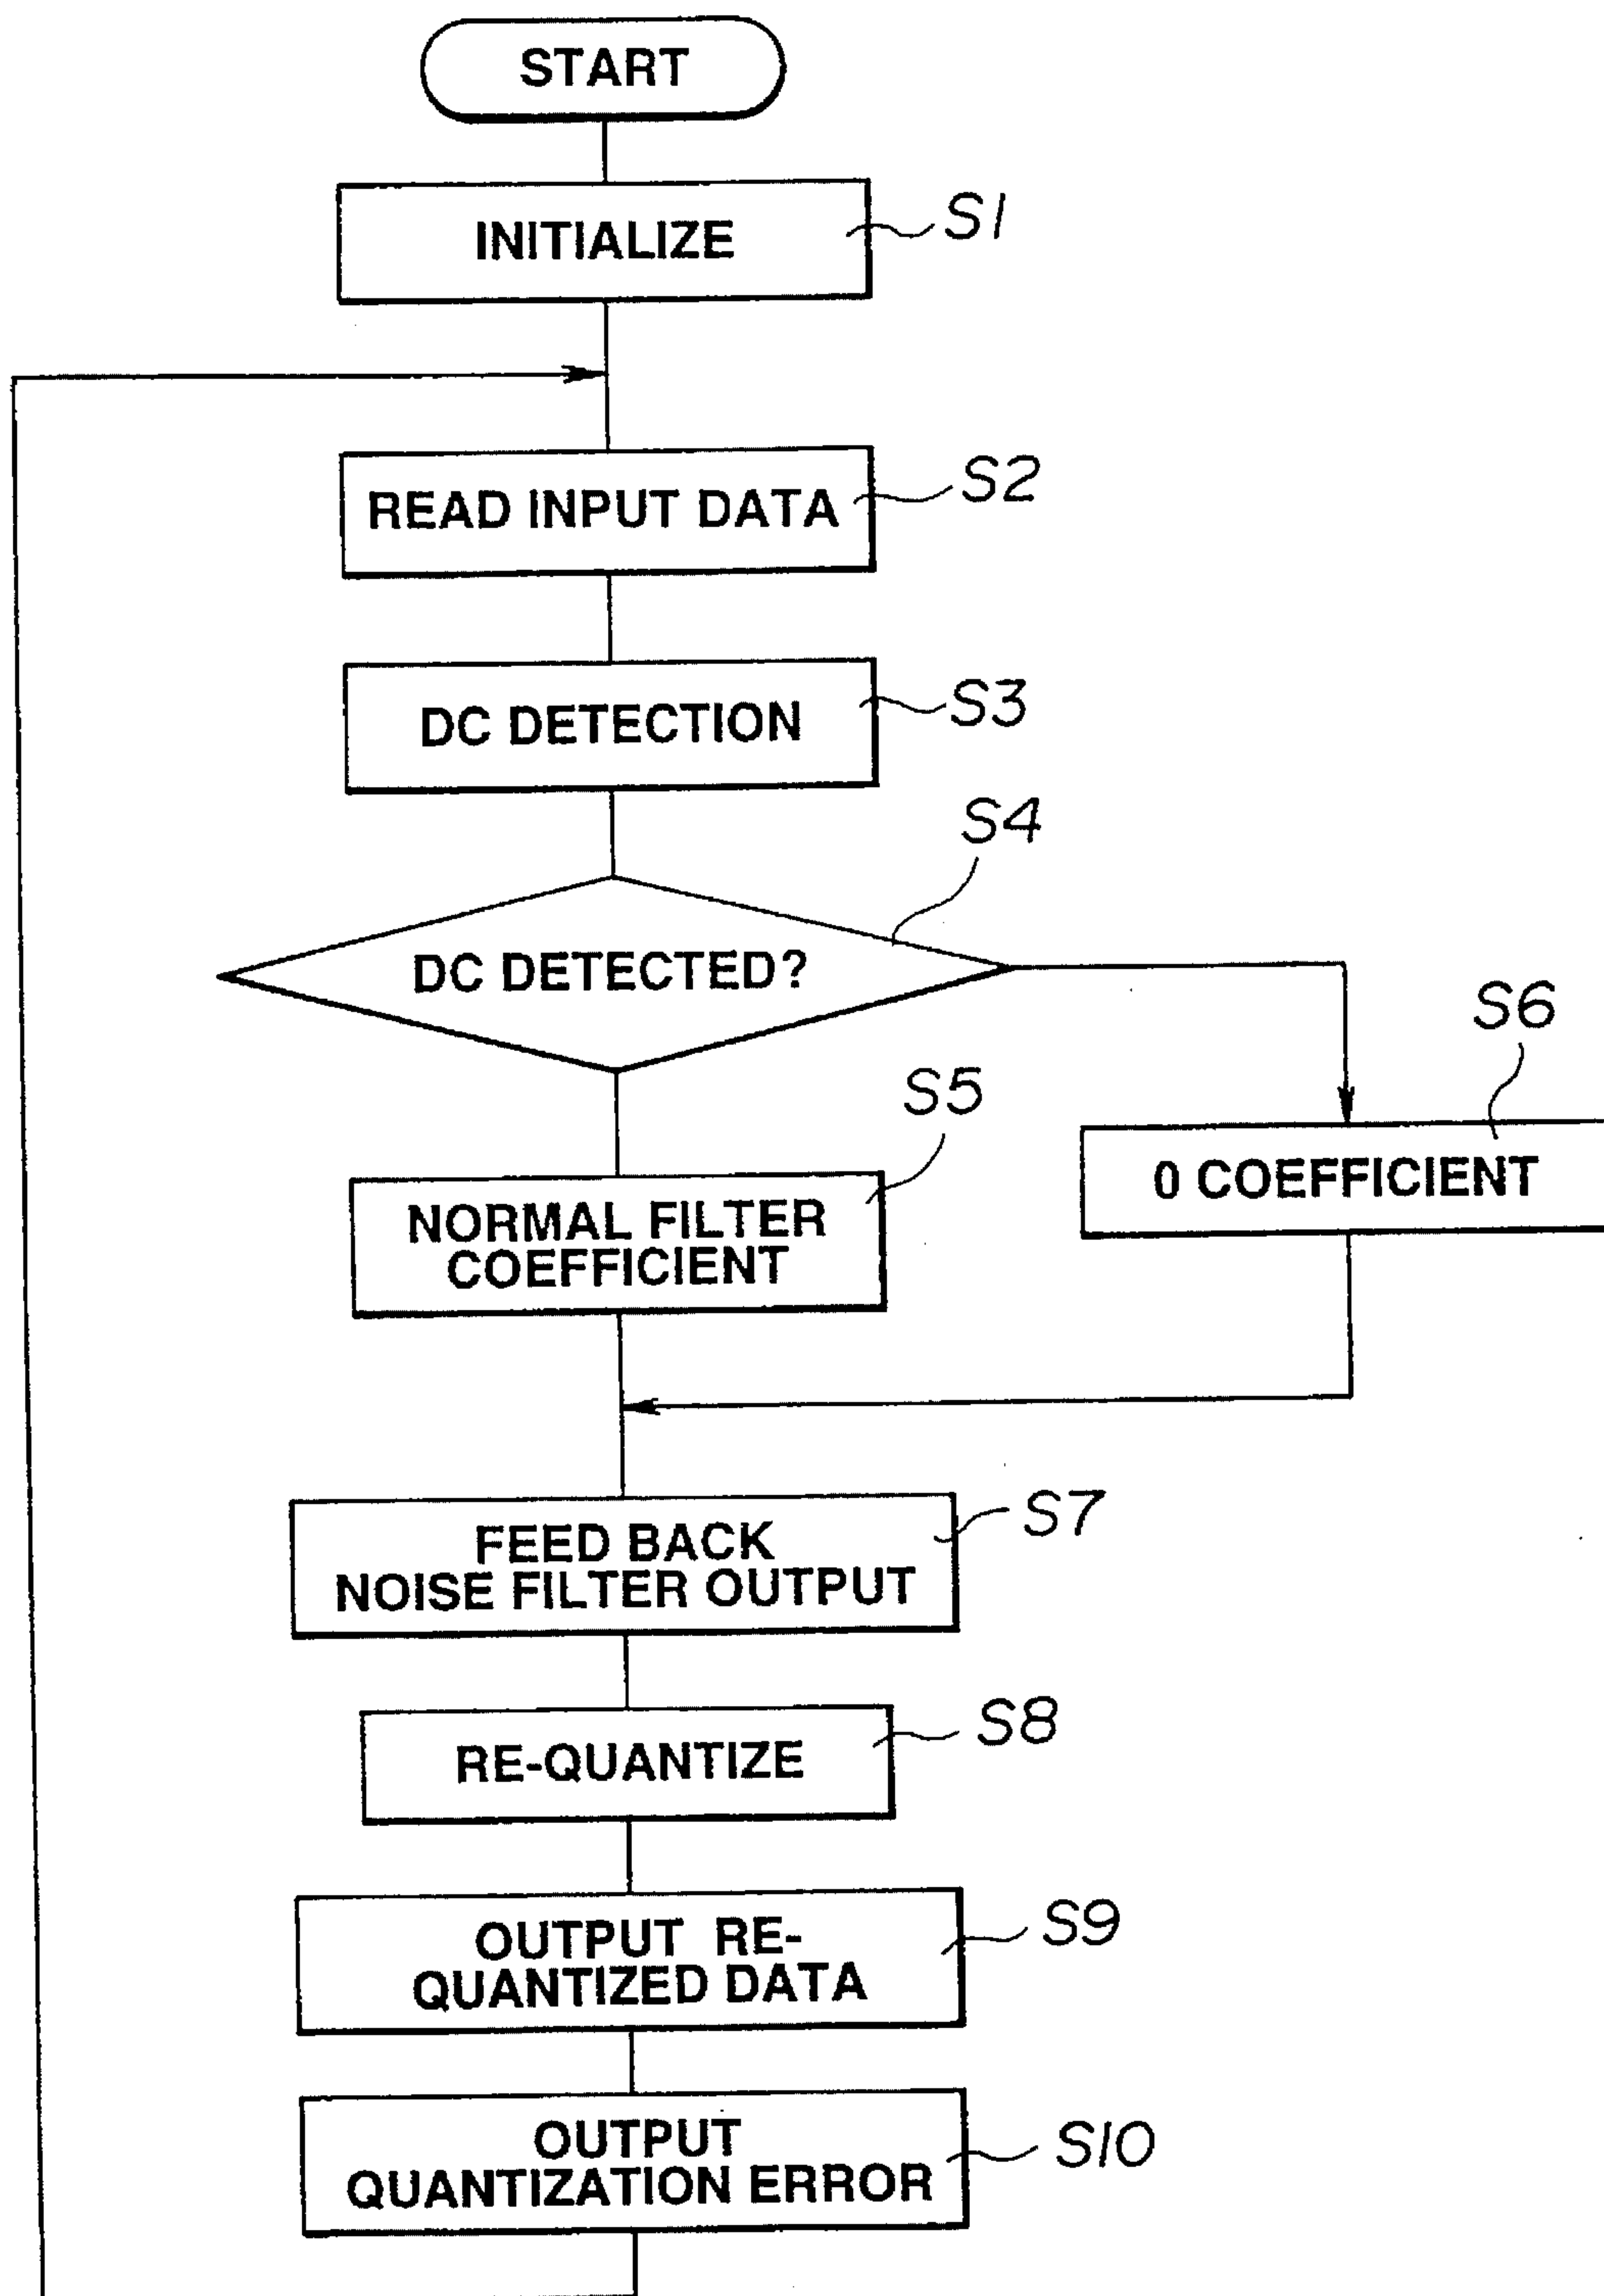 START
INITIALIZE
S1
READ INPUT DATA
S2
DC DETECTION
S3
S4
DC DETECTED?
S6
S5
0 COEFFICIENT
NORMAL FILTER
COEFFICIENT
FEED BACK
NOISE FILTER OUTPUT
S7
RE-QUANTIZE
S8
OUTPUT RE-
QUANTIZED DATA
S9
OUTPUT
QUANTIZATION ERROR
S10